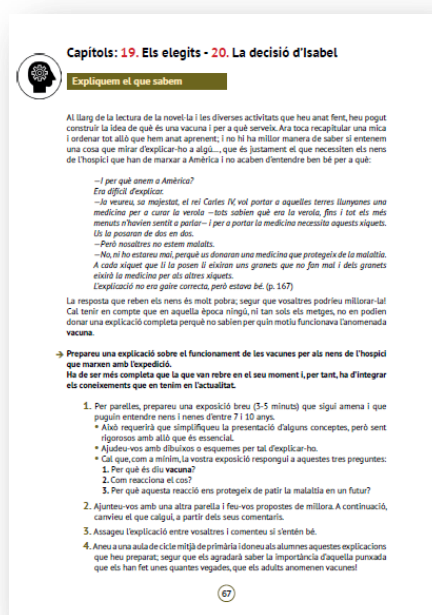 Capítols: 19. Els elegits - 20. La decisió d'Isabel
Expliquem el que sabem
Al llarg de la lectura de la novel·la i les diverses activitats que heu anat fent, heu pogut
construir la idea de què és una vacuna i per a què serveix. Ara toca recapitular una mica
i ordenar tot allò que hem anat aprenent; i no hi ha millor manera de saber si entenem
una cosa que mirar d'explicar-ho a algú..., que és justament el que necessiten els nens
de l'hospici que han de marxar a Amèrica i no acaben d'entendre ben bé per a què:
—I per què anem a Amèrica?
Era difícil d'explicar.
—Ja veureu, sa majestat, el rei Carles IV, vol portar a aquelles terres llunyanes una
medicina per a curar la verola —tots sabien què era la verola, fins i tot els més
menuts n'havien sentit a parlar— i per a portar la medicina necessita aquests xiquets.
Us la posaran de dos en dos.
—Però nosaltres no estem malalts.
—No, ni ho estareu mai, perquè us donaran una medicina que protegeix de la malaltia.
A cada xiquet que li la posen li eixiran uns granets que no fan mal i dels granets
eixirà la medicina per als altres xiquets.
L'explicació no era gaire correcta, però estava bé. (p. 167)
La resposta que reben els nens és molt pobra; segur que vosaltres podríeu millorar-la!
Cal tenir en compte que en aquella època ningú, ni tan sols els metges, no en podien
donar una explicació completa perquè no sabien per quin motiu funcionava l'anomenada
vacuna.
→ Prepareu una explicació sobre el funcionament de les vacunes per als nens de l'hospici
que marxen amb l'expedició.
Ha de ser més completa que la que van rebre en el seu moment i, per tant, ha d'integrar
els coneixements que en tenim en l'actualitat.
1. Per parelles, prepareu una exposició breu (3-5 minuts) que sigui amena i que
puguin entendre nens i nenes d'entre 7 i 10 anys.
* Això requerirà que simplifiqueu la presentació d'alguns conceptes, però sent
rigorosos amb allò que és essencial.
* Ajudeu-vos amb dibuixos o esquemes per tal d'explicar-ho.
* Cal que, com a mínim, la vostra exposició respongui a aquestes tres preguntes:
1. Per què és diu vacuna?
2. Com reacciona el cos?
3. Per què aquesta reacció ens protegeix de patir la malaltia en un futur?
2. Ajunteu-vos amb una altra parella i feu-vos propostes de millora. A continuació,
canvieu el que calgui, a partir dels seus comentaris.
3. Assageu l'explicació entre vosaltres i comenteu si s'entén bé.
4. Aneu a una aula de cicle mitjà de primària i doneu als alumnes aquestes explicacions
que heu preparat; segur que els agradarà saber la importància d'aquella punxada
que els han fet unes quantes vegades, que els adults anomenen vacunes!
67